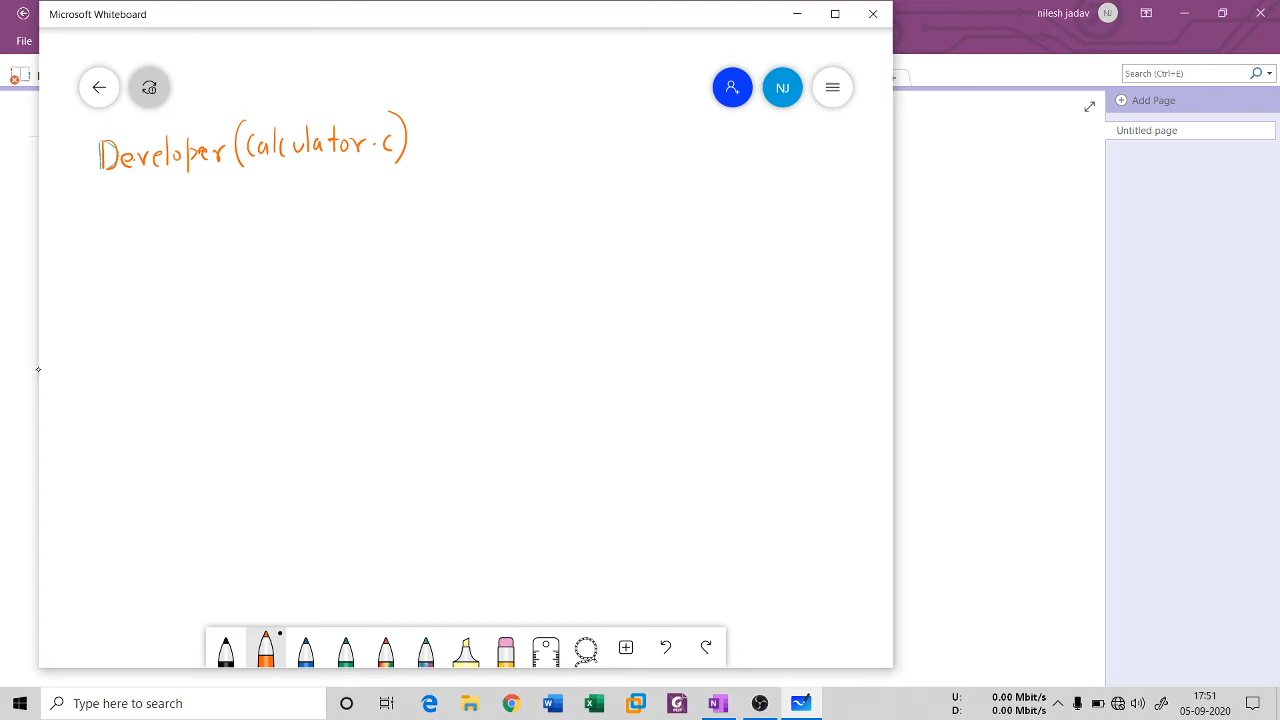 Microsoft Whiteboard
nilesh jadav
NJ
File
Search (Ctrl+E)
NJ
Add Page
Untitled page
Developer (calculator.c)
Type here to search
U: 0.00 Mbit/s
D: 0.00 Mbit/s
17:51
05-09-2020